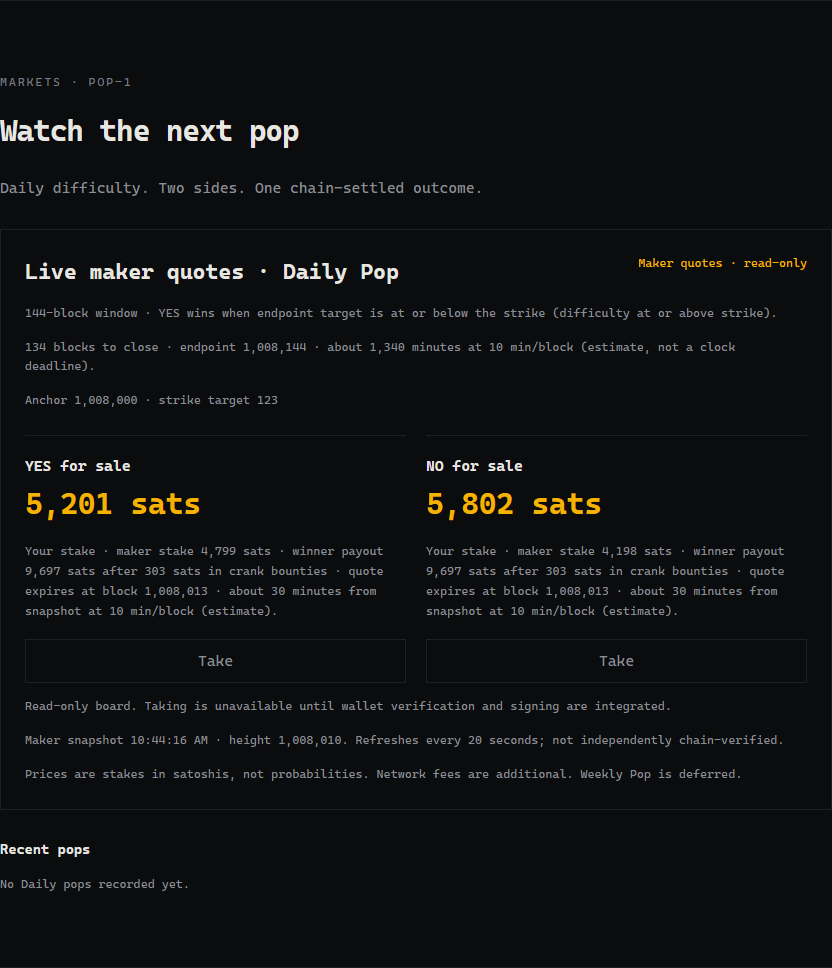 MARKETS · POP-1
Watch the next pop
Daily difficulty. Two sides. One chain-settled outcome.
Live maker quotes · Daily Pop
Maker quotes · read-only
144-block window · YES wins when endpoint target is at or below the strike (difficulty at or above strike).
134 blocks to close · endpoint 1,008,144 · about 1,340 minutes at 10 min/block (estimate, not a clock
deadline).
Anchor 1,008,000 · strike target 123
YES for sale
5,201 sats
Your stake · maker stake 4,799 sats · winner payout
9,697 sats after 303 sats in crank bounties · quote
expires at block 1,008,013 · about 30 minutes from
snapshot at 10 min/block (estimate).
Take
NO for sale
5,802 sats
Your stake · maker stake 4,198 sats · winner payout
9,697 sats after 303 sats in crank bounties · quote
expires at block 1,008,013 · about 30 minutes from
snapshot at 10 min/block (estimate).
Take
Read-only board. Taking is unavailable until wallet verification and signing are integrated.
Maker snapshot 10:44:16 AM · height 1,008,010. Refreshes every 20 seconds; not independently chain-verified.
Prices are stakes in satoshis, not probabilities. Network fees are additional. Weekly Pop is deferred.
Recent pops
No Daily pops recorded yet.